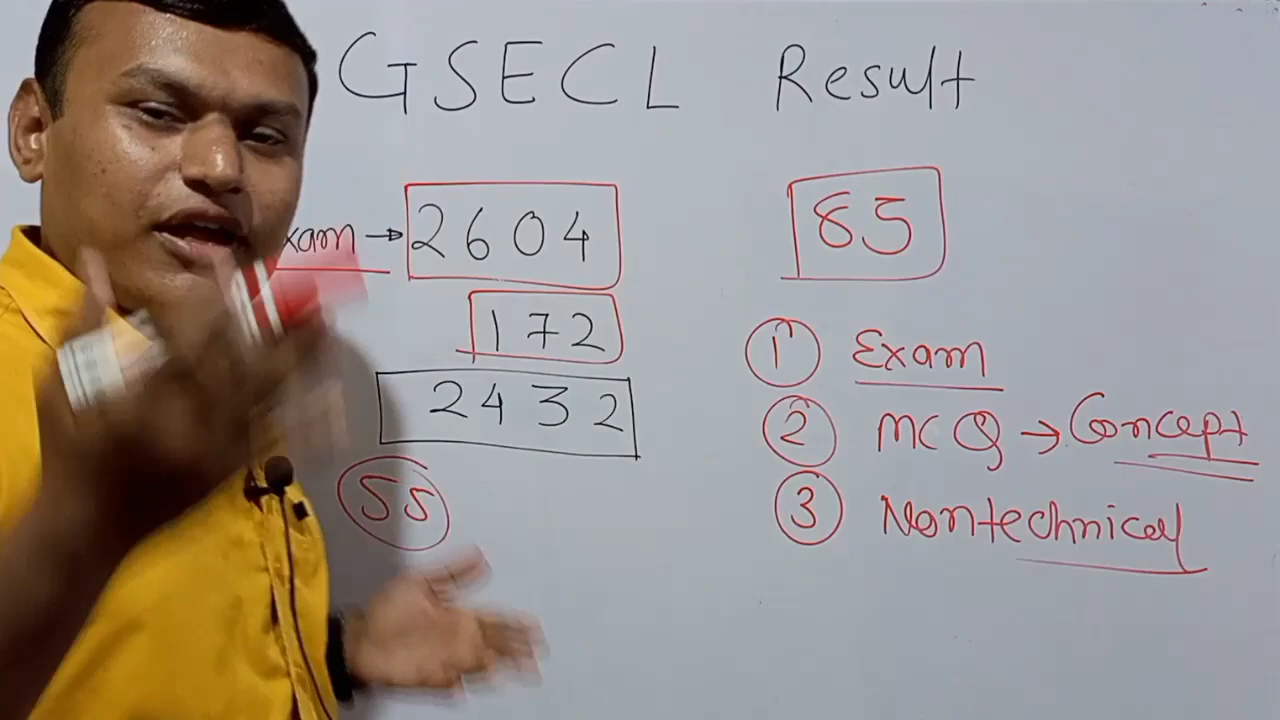 GSECL Result
xam → 2604
172
2432
55
85
1 Exam
2 MCQ → Concept
3 Nontechnical